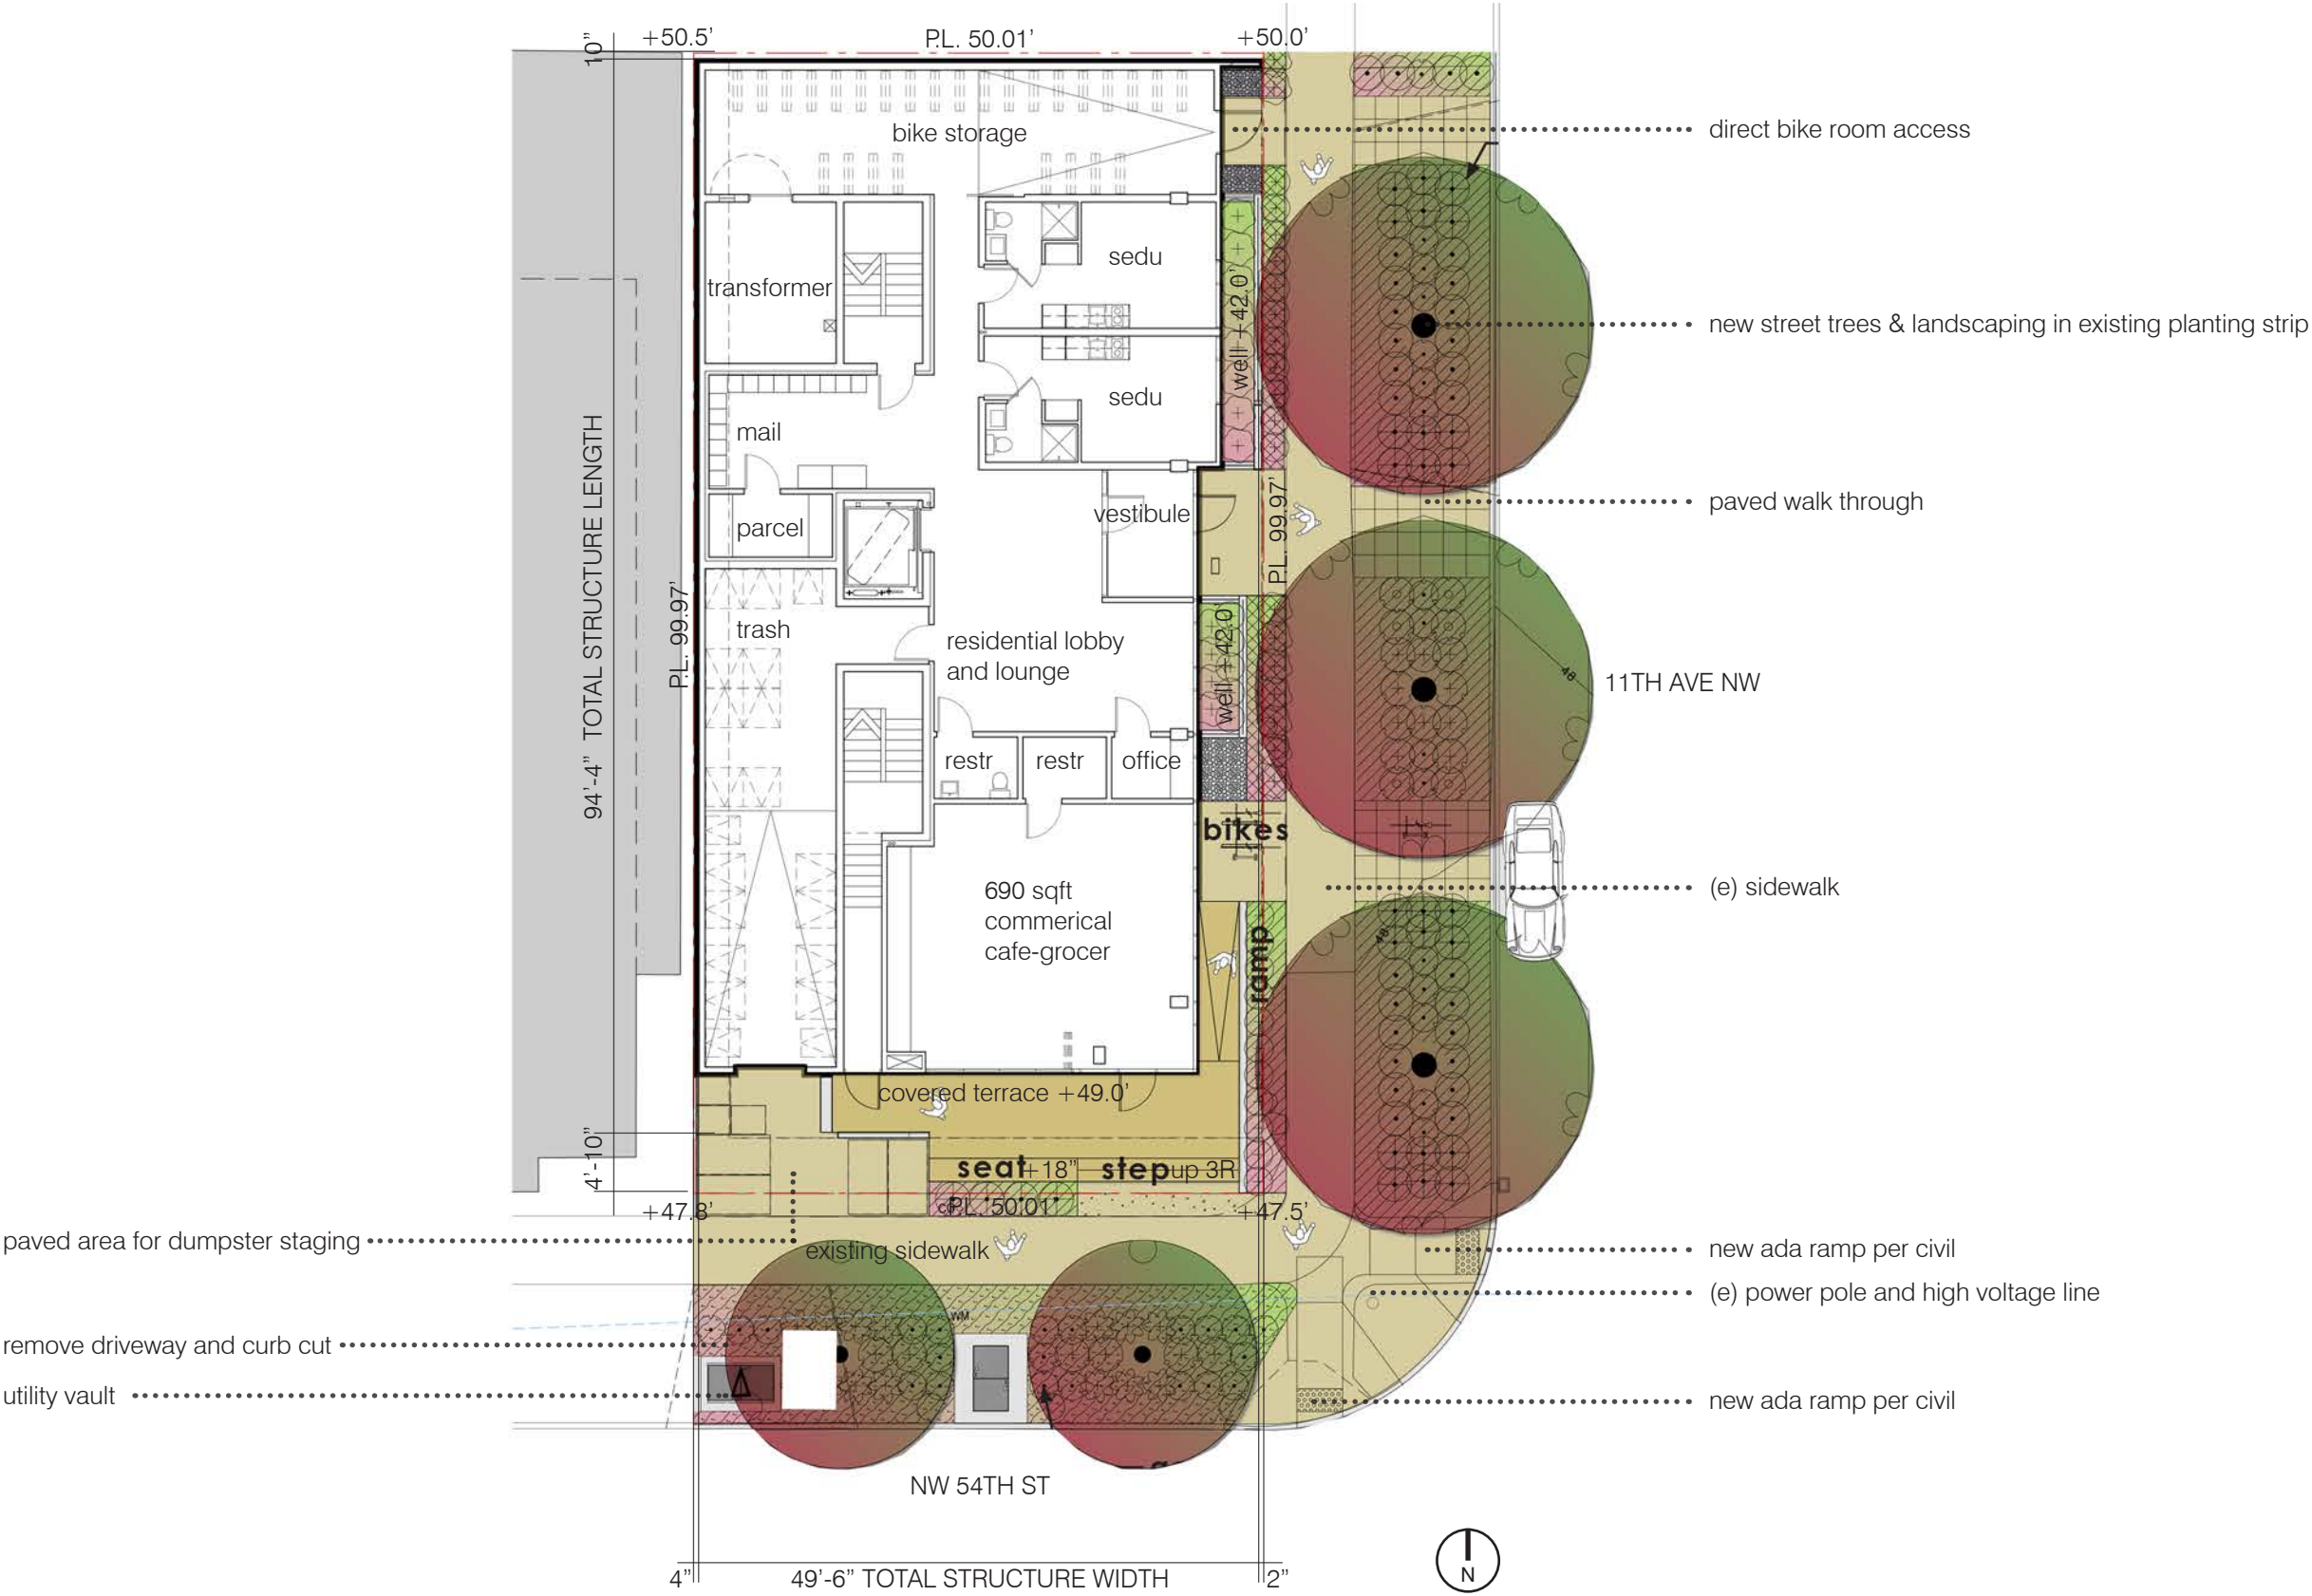 +50.5’
P.L. 50.01’
+50.0’
10”
bike storage
direct bike room access
sedu
transformer
well +42.0’
new street trees & landscaping in existing planting strip
sedu
mail
94’-4” TOTAL STRUCTURE LENGTH
P.L. 99.97’
parcel
vestibule
P.L. 99.97’
paved walk through
trash
residential lobby
and lounge
well +42.0’
48
11TH AVE NW
restr
restr
office
bikes
690 sqft
commerical
cafe-grocer
(e) sidewalk
48
ramp
covered terrace +49.0’
4’-10”
seat +18”
step up 3R
+47.8’
P.L. 50.01’
+47.5’
paved area for dumpster staging
existing sidewalk
new ada ramp per civil
(e) power pole and high voltage line
WM
remove driveway and curb cut
utility vault
new ada ramp per civil
NW 54TH ST
4”
49’-6” TOTAL STRUCTURE WIDTH
2”
N